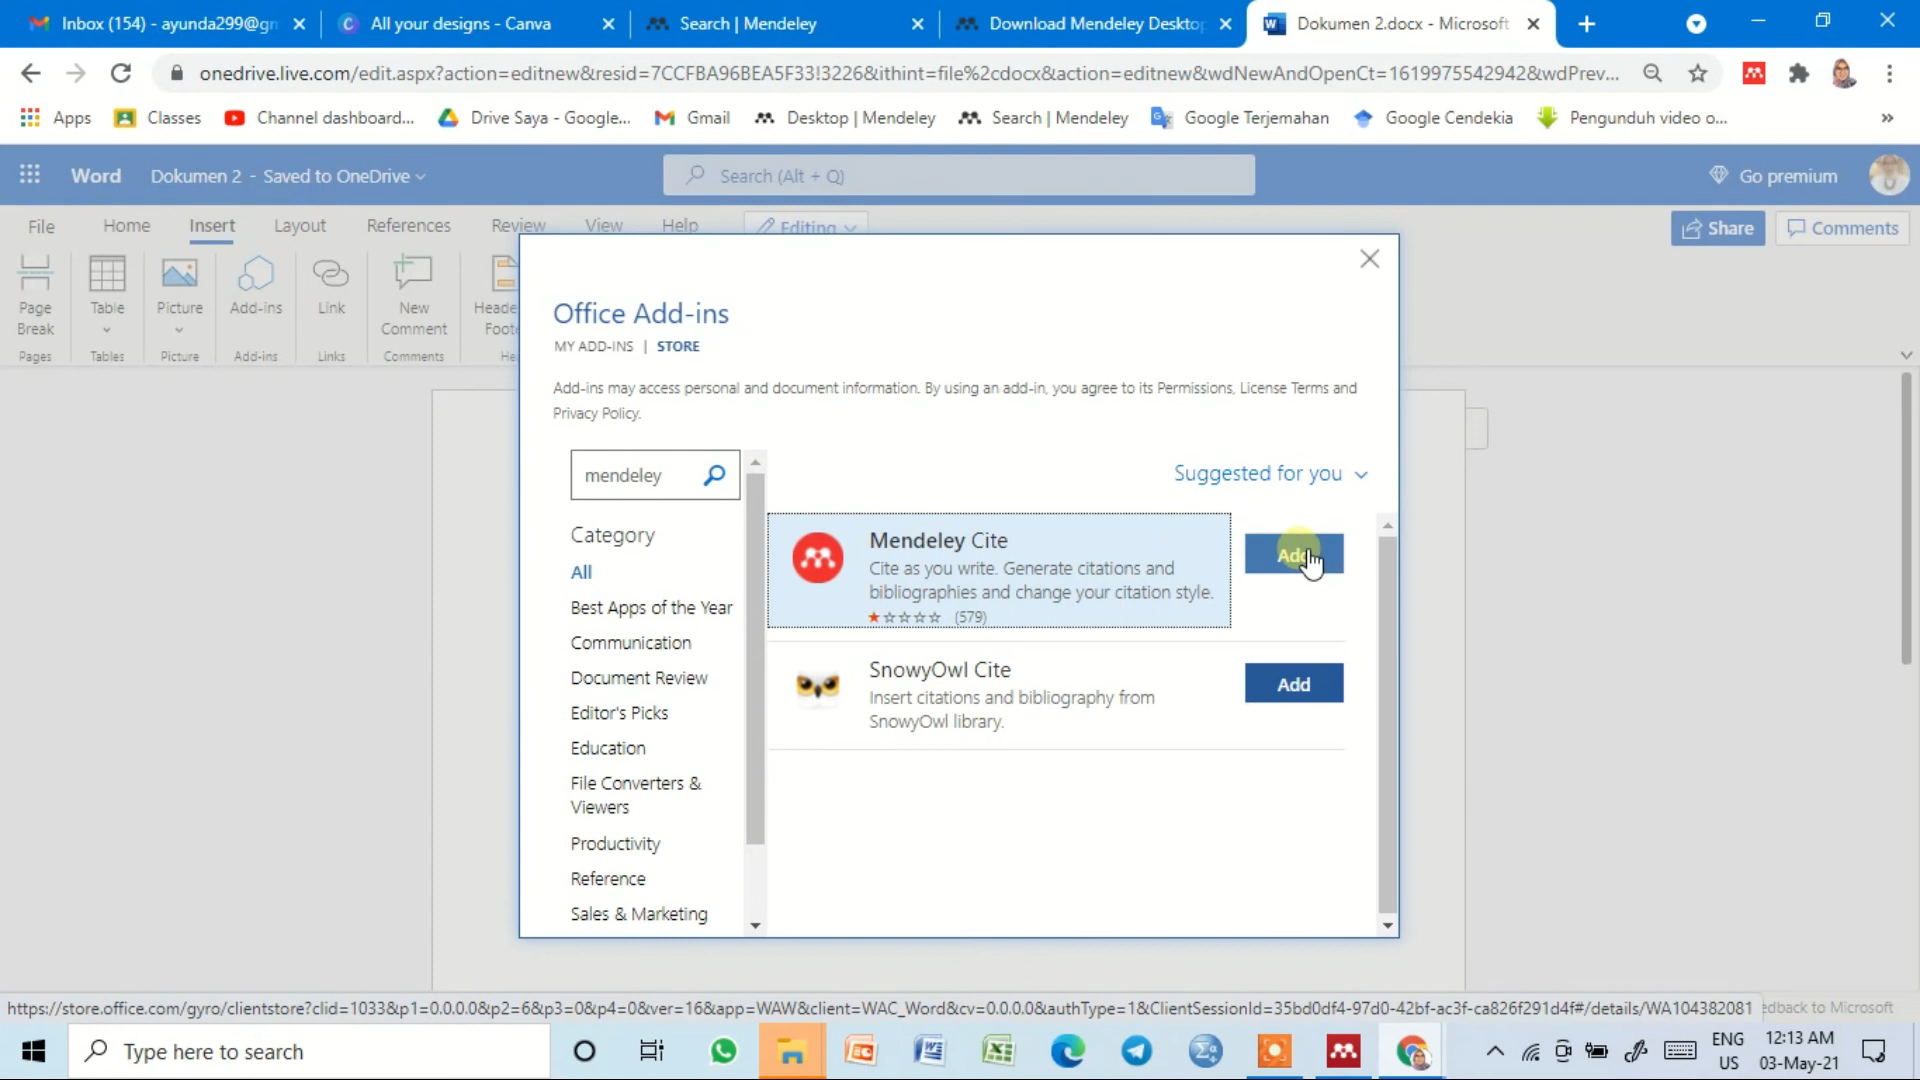 Inbox (154) - ayunda299@gm
All your designs - Canva
Search | Mendeley
Download Mendeley Deskto
Dokumen 2.docx - Microsoft
onedrive.live.com/edit.aspx?action=editnew&resid=7CCFBA96BEA5F33!3226&ithint=file%2cdocx&action=editnew&wdNewAndOpenCt=1619975542942&wdPrev...
Apps
Classes
Channel dashboard...
Drive Saya - Google...
Gmail
Desktop | Mendeley
Search | Mendeley
Google Terjemahan
Google Cendekia
Pengunduh video o...
»
Word
Dokumen 2 - Saved to OneDrive
Search (Alt + Q)
Go premium
File
Home
Insert
Layout
References
Review
View
Help
Editing
Share
Comments
Page
Break
Table
Picture
Add-ins
Link
New
Comment
Heade
Foot
Pages
Tables
Picture
Add-ins
Links
Comments
He
Office Add-ins
MY ADD-INS | STORE
Add-ins may access personal and document information. By using an add-in, you agree to its Permissions, License Terms and
Privacy Policy.
mendeley
Suggested for you
Category
All
Best Apps of the Year
Communication
Document Review
Editor's Picks
Education
File Converters &
Viewers
Productivity
Reference
Sales & Marketing
Mendeley Cite
Cite as you write. Generate citations and
bibliographies and change your citation style.
(579)
Add
SnowyOwl Cite
Insert citations and bibliography from
SnowyOwl library.
Add
https://store.office.com/gyro/clientstore?clid=1033&p1=0.0.0.0&p2=6&p3=0&p4=0&ver=16&app=WAW&client=WAC_Word&cv=0.0.0.0&authType=1&ClientSessionId=35bd0df4-97d0-42bf-ac3f-ca826f291d4f#/details/WA104382081
edback to Microsoft
Type here to search
ENG
US
12:13 AM
03-May-21